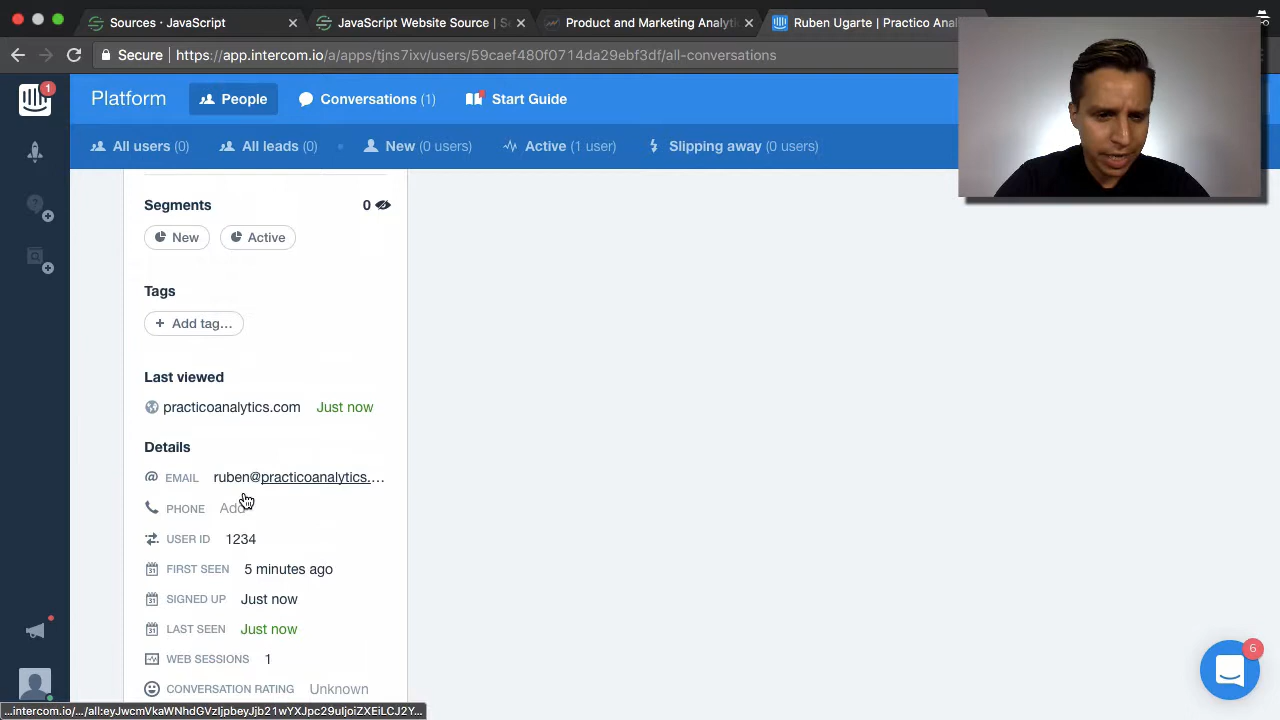 Sources · JavaScript
JavaScript Website Source | S
Product and Marketing Analytic
Ruben Ugarte | Practico Anal
Secure
https://app.intercom.io/a/apps/tjns7ixv/users/59caef480f0714da29ebf3df/all-conversations
1
Platform
People
Conversations (1)
Start Guide
All users (0)
All leads (0)
New (0 users)
Active (1 user)
Slipping away (0 users)
Segments
0
New
Active
Tags
+ Add tag...
Last viewed
practicoanalytics.com
Just now
Details
EMAIL
ruben@practicoanalytics....
PHONE
Add
USER ID
1234
FIRST SEEN
5 minutes ago
SIGNED UP
Just now
LAST SEEN
Just now
WEB SESSIONS
1
CONVERSATION RATING
Unknown
6